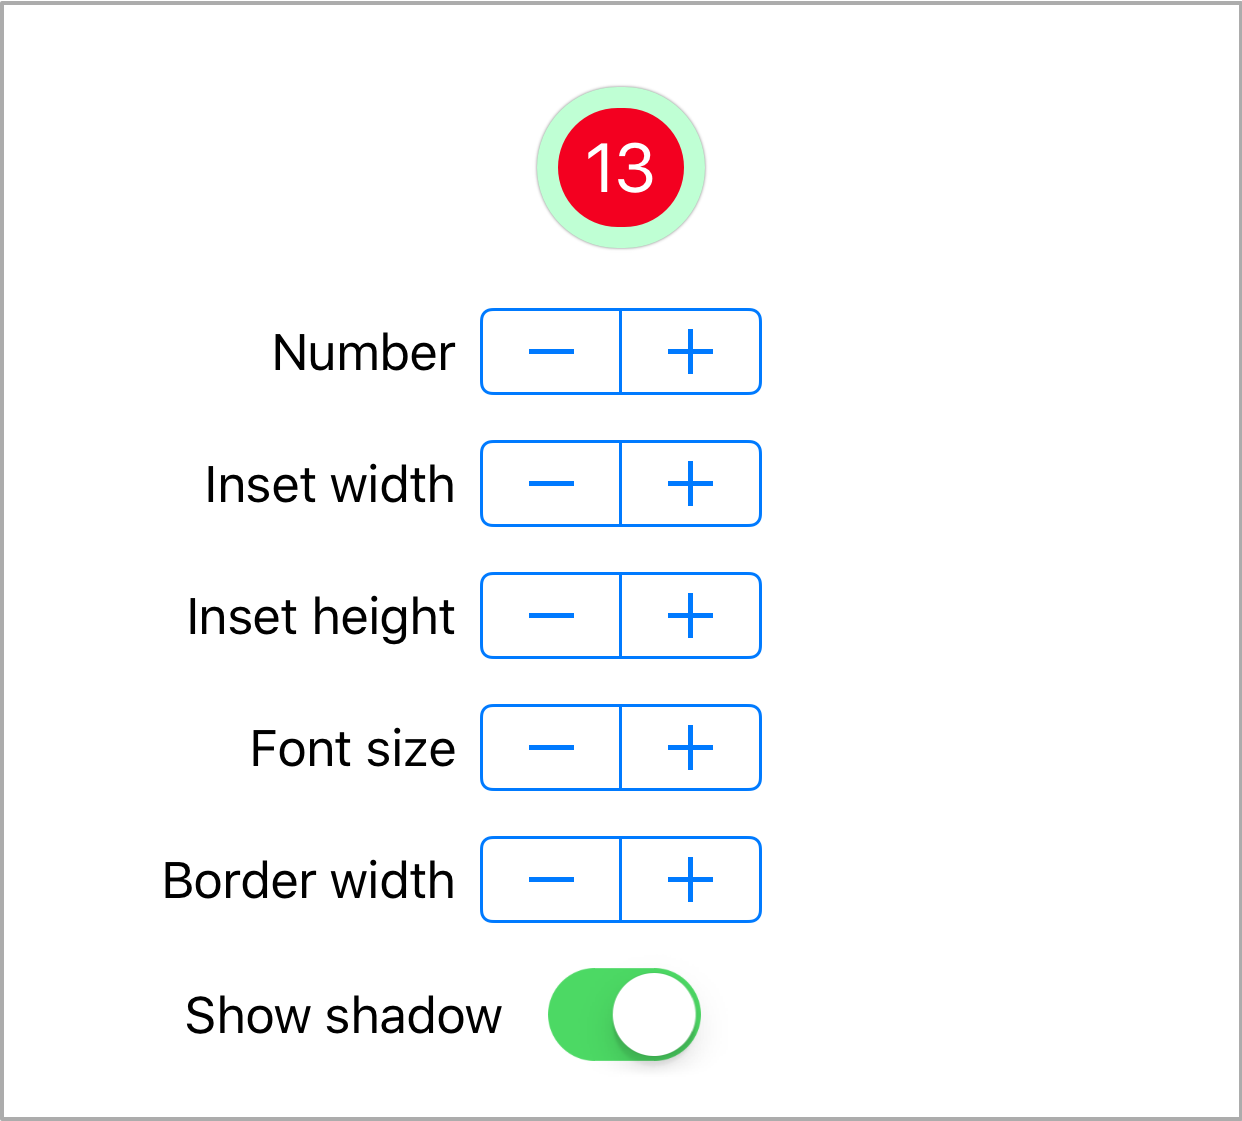 13
Number
Inset width
Inset height
Font size
Border width
Show shadow